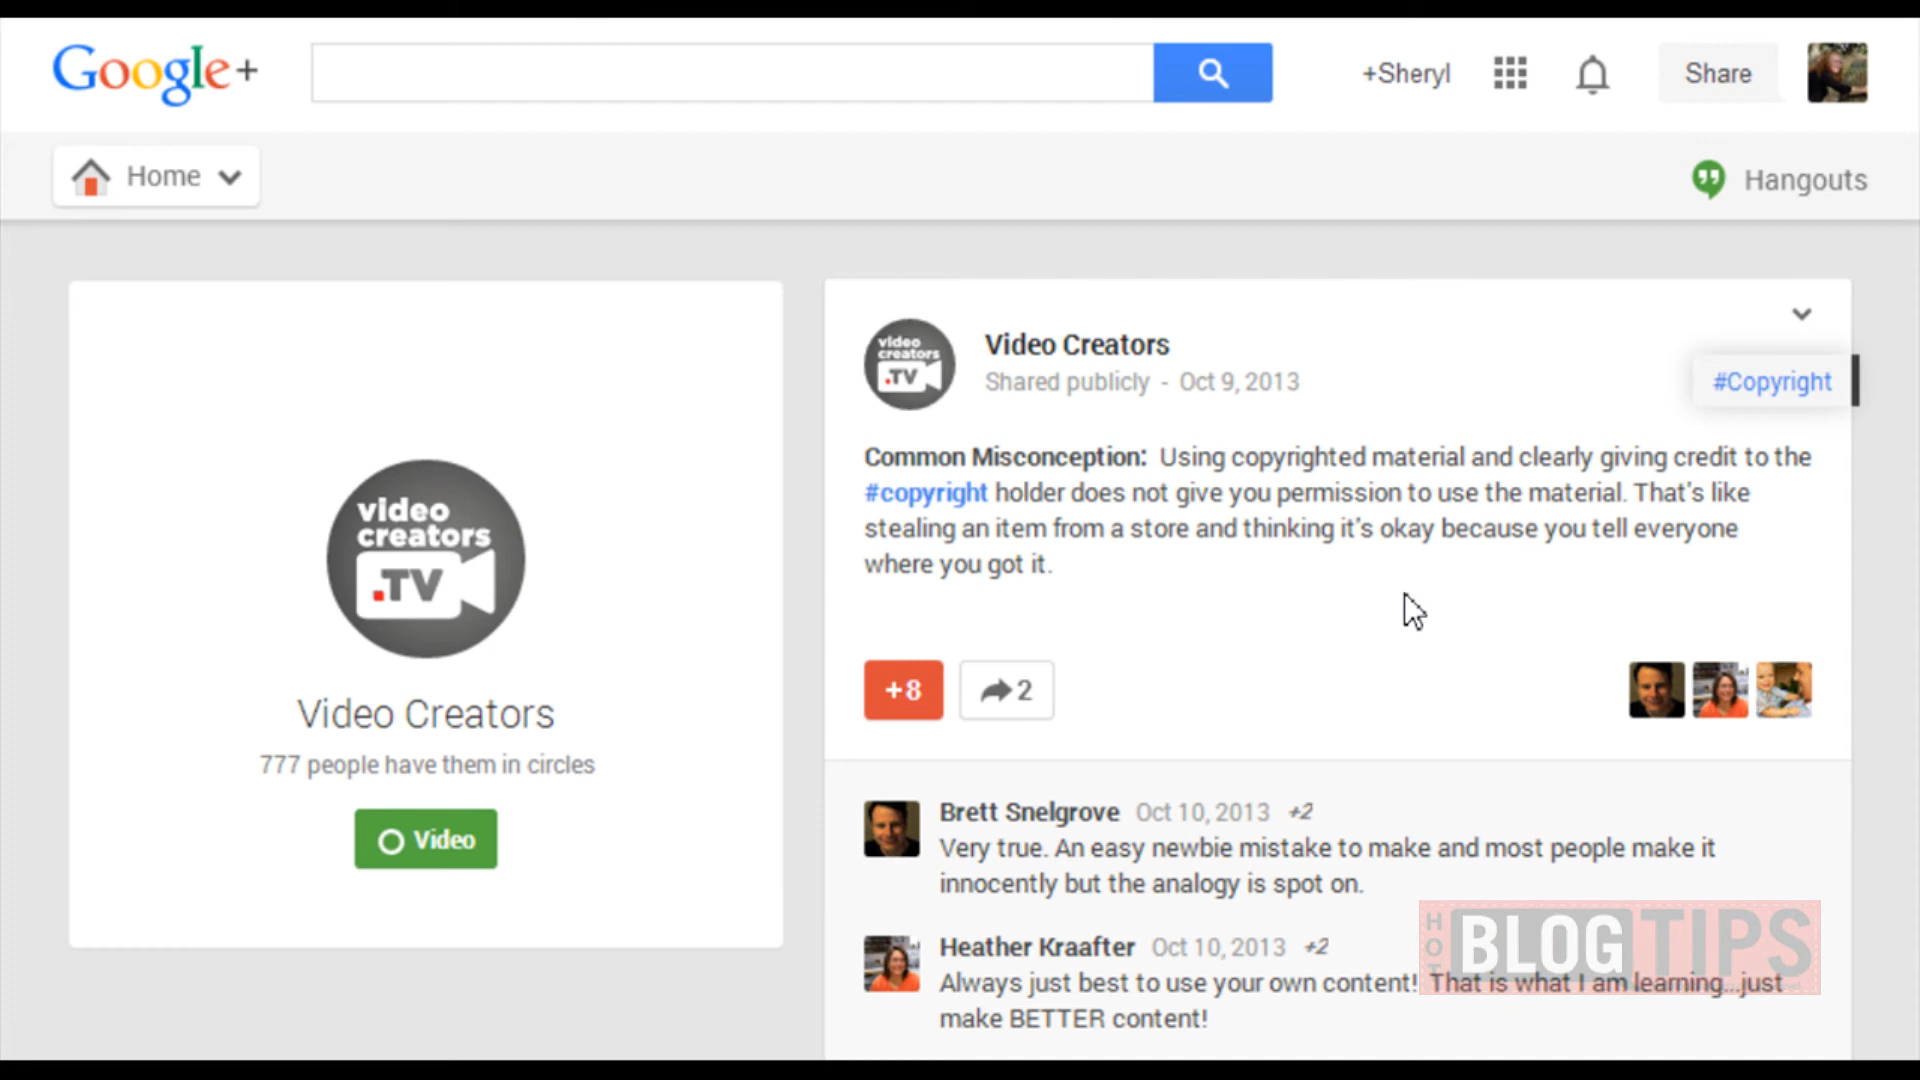 Google+
+Sheryl
Share
Home
Hangouts
video
creators
.TV
Video Creators
777 people have them in circles
Video
video
creators
.TV
Video Creators
Shared publicly - Oct 9, 2013
#Copyright
Common Misconception: Using copyrighted material and clearly giving credit to the
#copyright holder does not give you permission to use the material. That's like
stealing an item from a store and thinking it's okay because you tell everyone
where you got it.
+8
2
Brett Snelgrove Oct 10, 2013 +2
Very true. An easy newbie mistake to make and most people make it
innocently but the analogy is spot on.
Heather Kraafter Oct 10, 2013 +2
Always just best to use your own content! That is what I am learning...just
make BETTER content!
HOT BLOGTIPS